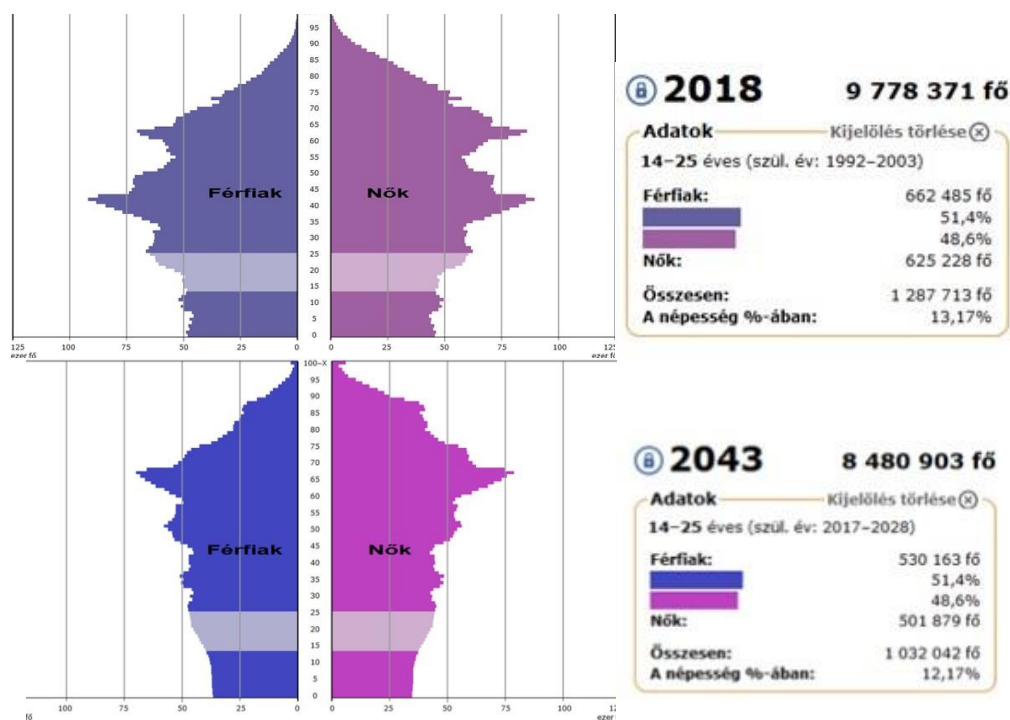 95
90
85
80
75
70
65
60
55
50
45
40
35
30
25
20
15
10
5
0
Férfiak Nők
125 100 75 50 25 0 0 25 50 75 100 125
ezer fő ezer fő
2018 9 778 371 fő
Adatok Kijelölés törlése
14–25 éves (szül. év: 1992–2003)
Férfiak: 662 485 fő
51,4%
48,6%
Nők: 625 228 fő
Összesen: 1 287 713 fő
A népesség %-ában: 13,17%
100–X
95
90
85
80
75
70
65
60
55
50
45
40
35
30
25
20
15
10
5
0
Férfiak Nők
100 75 50 25 0 0 25 50 75 100
fő ezer
2043 8 480 903 fő
Adatok Kijelölés törlése
14–25 éves (szül. év: 2017–2028)
Férfiak: 530 163 fő
51,4%
48,6%
Nők: 501 879 fő
Összesen: 1 032 042 fő
A népesség %-ában: 12,17%